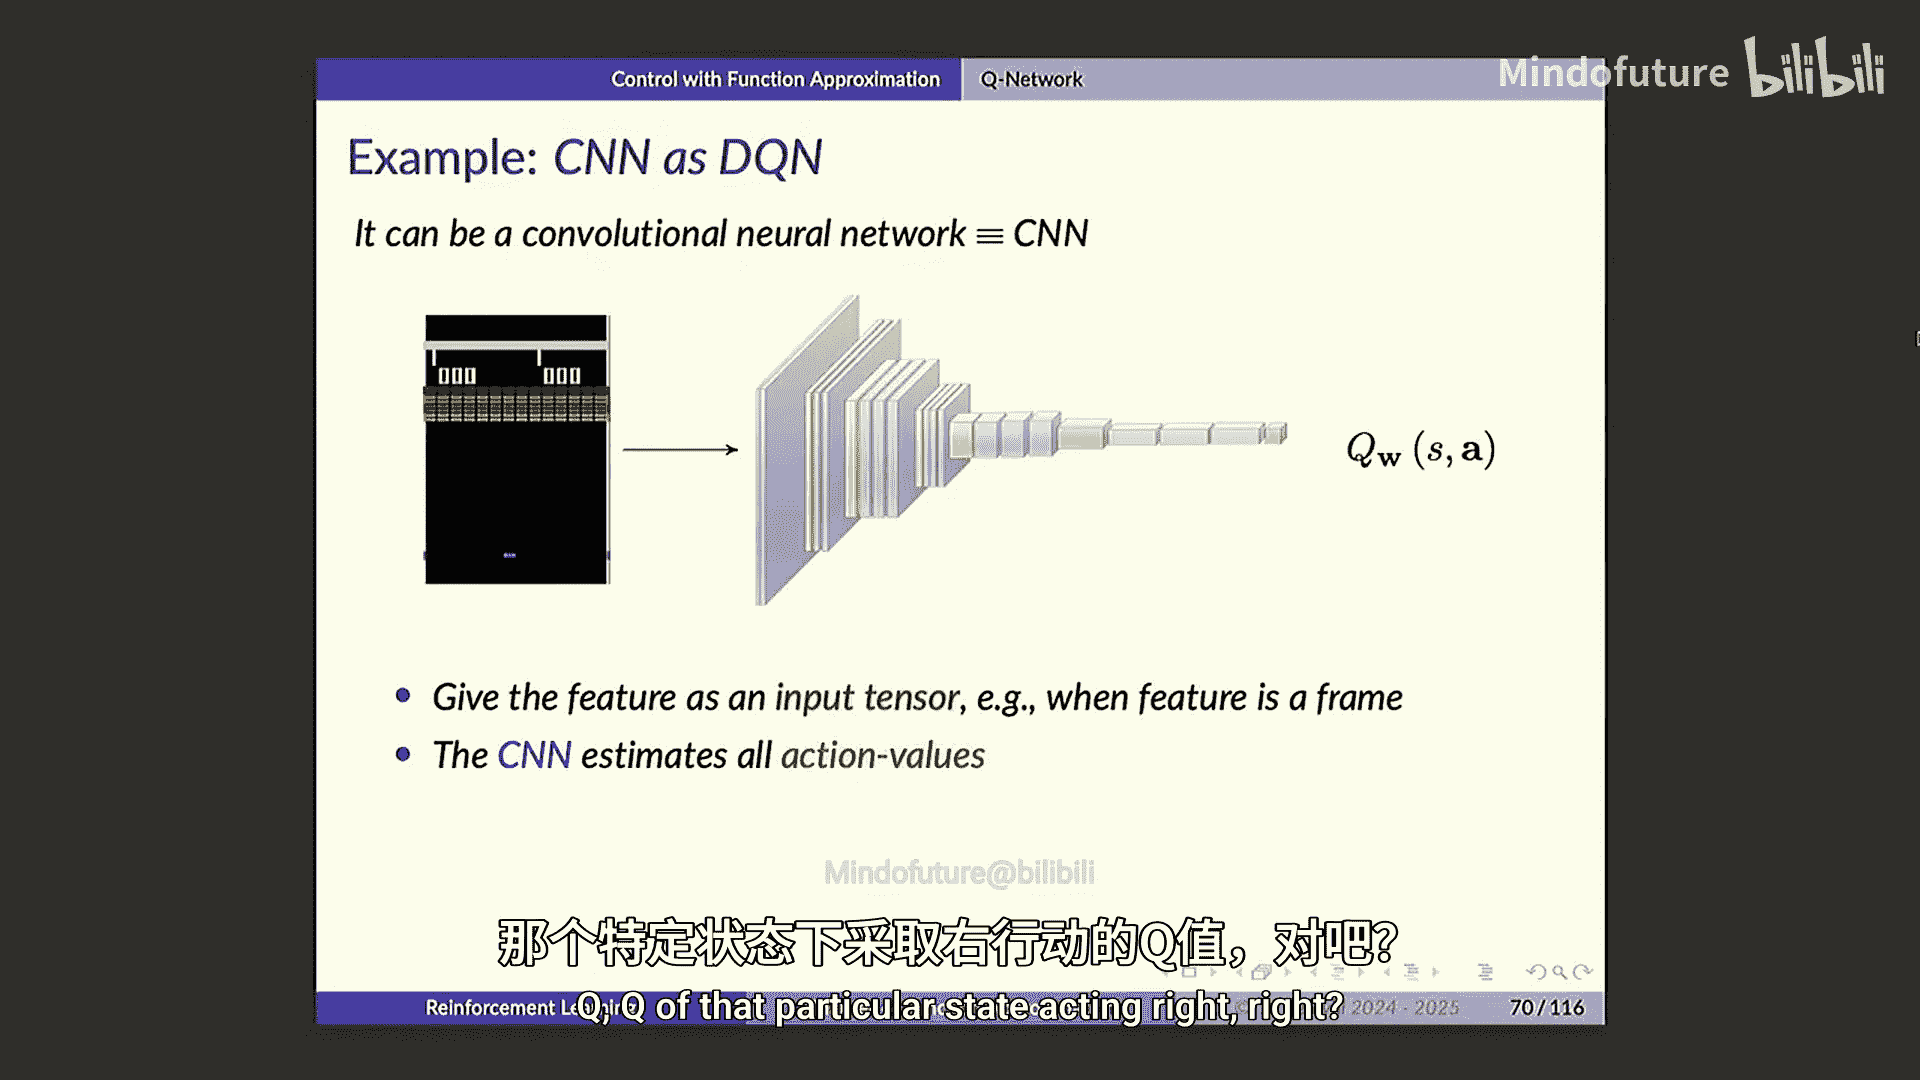 Control with Function Approximation Q-Network
Mindofuture bilibili
Example: CNN as DQN
It can be a convolutional neural network ≡ CNN
000 000
Q_w (s, a)
• Give the feature as an input tensor, e.g., when feature is a frame
• The CNN estimates all action-values
Mindofuture@bilibili
那个特定状态下采取右行动的Q值，对吧？
Q, Q of that particular state acting right, right?
Reinforcement 2024 - 2025 70 / 116